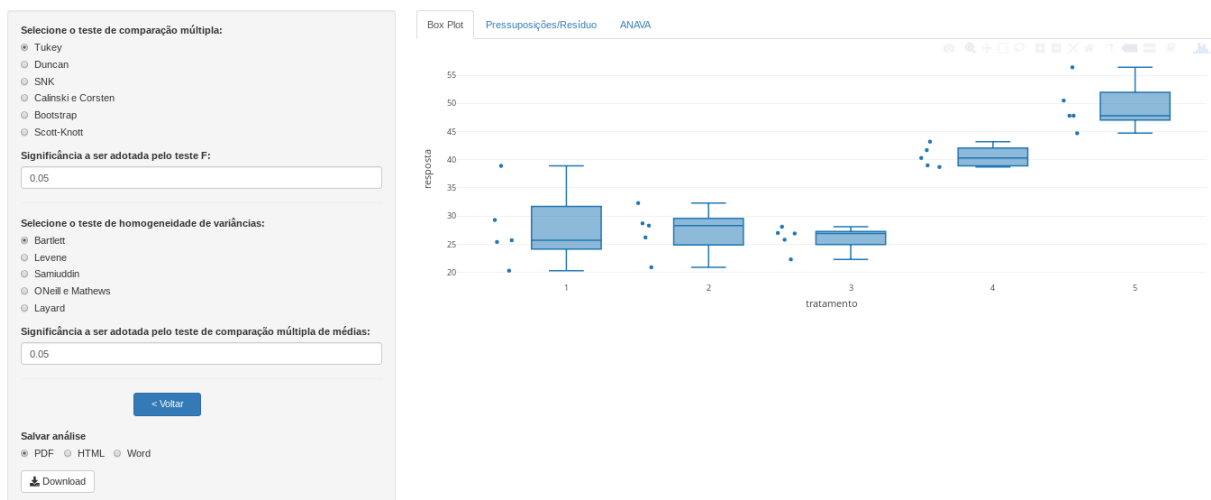 Selecione o teste de comparação múltipla:
Tukey
Duncan
SNK
Calinski e Corsten
Bootstrap
Scott-Knott
Significância a ser adotada pelo teste F:
0.05
Selecione o teste de homogeneidade de variâncias:
Bartlett
Levene
Samiuddin
ONeill e Mathews
Layard
Significância a ser adotada pelo teste de comparação múltipla de médias:
0.05
< Voltar
Salvar análise
PDF HTML Word
Download
Box Plot Pressuposições/Resíduo ANAVA
55
50
45
40
35
30
25
20
resposta
1 2 3 4 5
tratamento